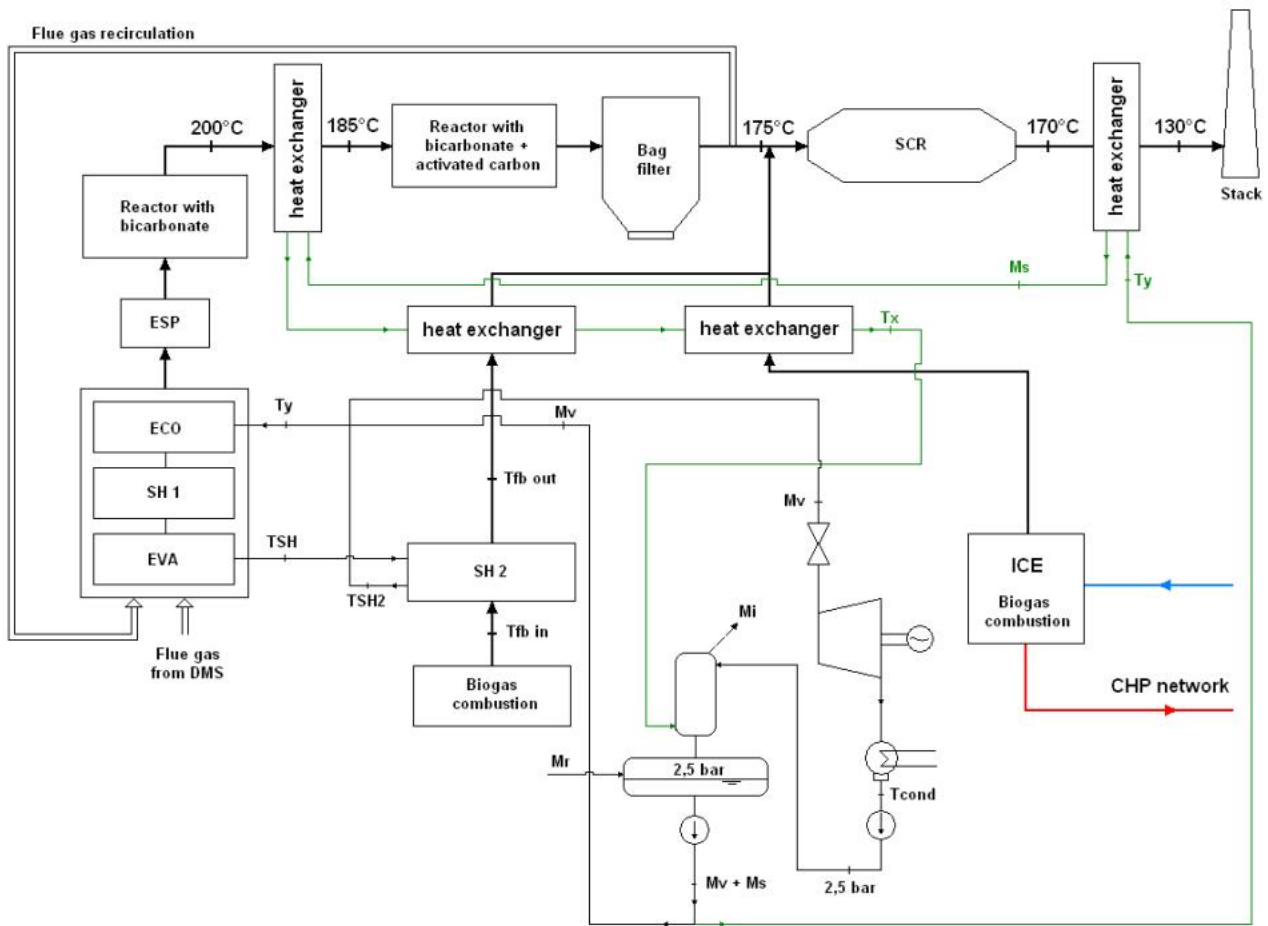 Flue gas recirculation
200°C
heat exchanger
185°C
Reactor with
bicarbonate +
activated carbon
Bag
filter
175°C
SCR
170°C
heat exchanger
130°C
Stack
Reactor with
bicarbonate
Ms
Ty
ESP
heat exchanger
heat exchanger
Tx
ECO
Ty
Mv
SH 1
Tfb out
Mv
EVA
TSH
SH 2
TSH2
ICE
Biogas
combustion
Tfb in
Mi
Flue gas
from DMS
Biogas
combustion
CHP network
Mr
2,5 bar
Tcond
Mv + Ms
2,5 bar